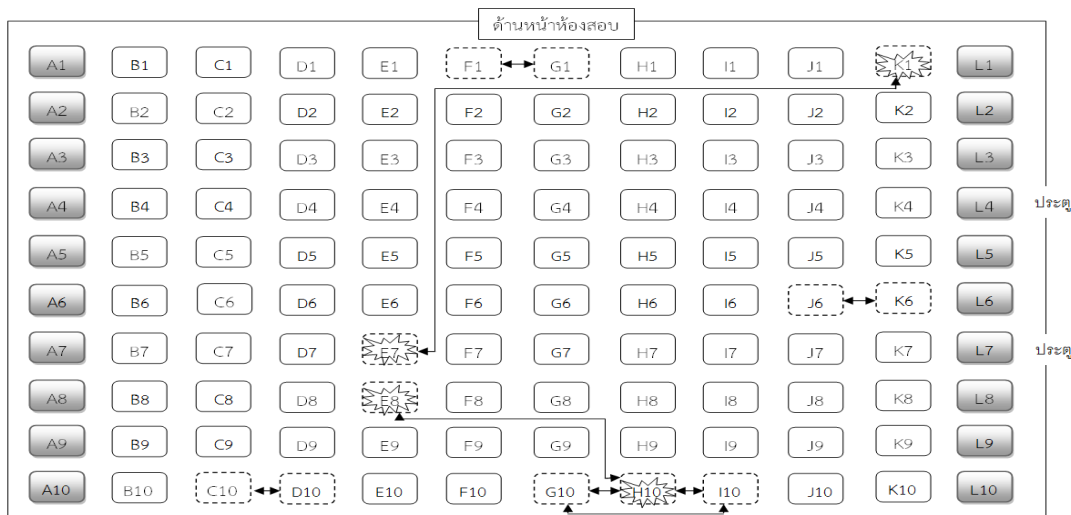 ด้านหน้าห้องสอบ
A1 B1 C1 D1 E1 F1 G1 H1 I1 J1 K1 L1
A2 B2 C2 D2 E2 F2 G2 H2 I2 J2 K2 L2
A3 B3 C3 D3 E3 F3 G3 H3 I3 J3 K3 L3
A4 B4 C4 D4 E4 F4 G4 H4 I4 J4 K4 L4 ประตู
A5 B5 C5 D5 E5 F5 G5 H5 I5 J5 K5 L5
A6 B6 C6 D6 E6 F6 G6 H6 I6 J6 K6 L6
A7 B7 C7 D7 E7 F7 G7 H7 I7 J7 K7 L7 ประตู
A8 B8 C8 D8 E8 F8 G8 H8 I8 J8 K8 L8
A9 B9 C9 D9 E9 F9 G9 H9 I9 J9 K9 L9
A10 B10 C10 D10 E10 F10 G10 H10 I10 J10 K10 L10